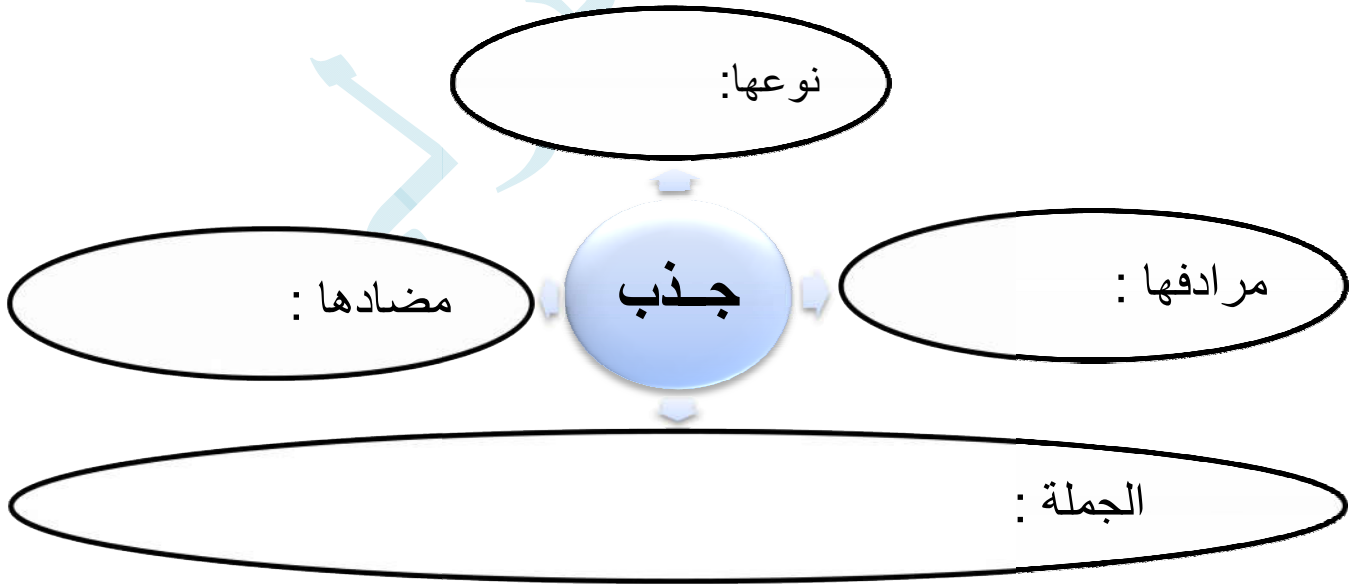 نوعها:
مرادفها :
جـذب
مضادها :
الجملة :